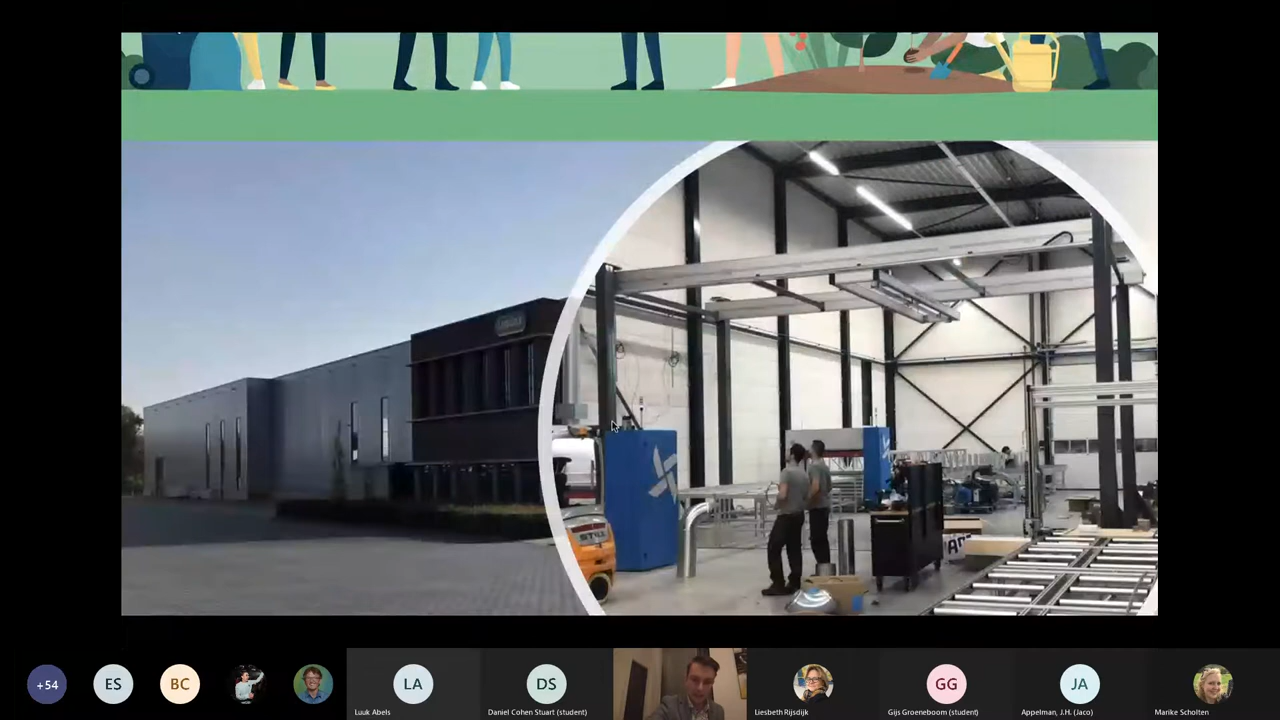 STILL
+54
ES
BC
LA
DS
GG
JA
Luuk Abels
Daniel Cohen Stuart (student)
Liesbeth Rijsdijk
Gijs Groeneboom (student)
Appelman, J.H. (Jaco)
Marike Scholten